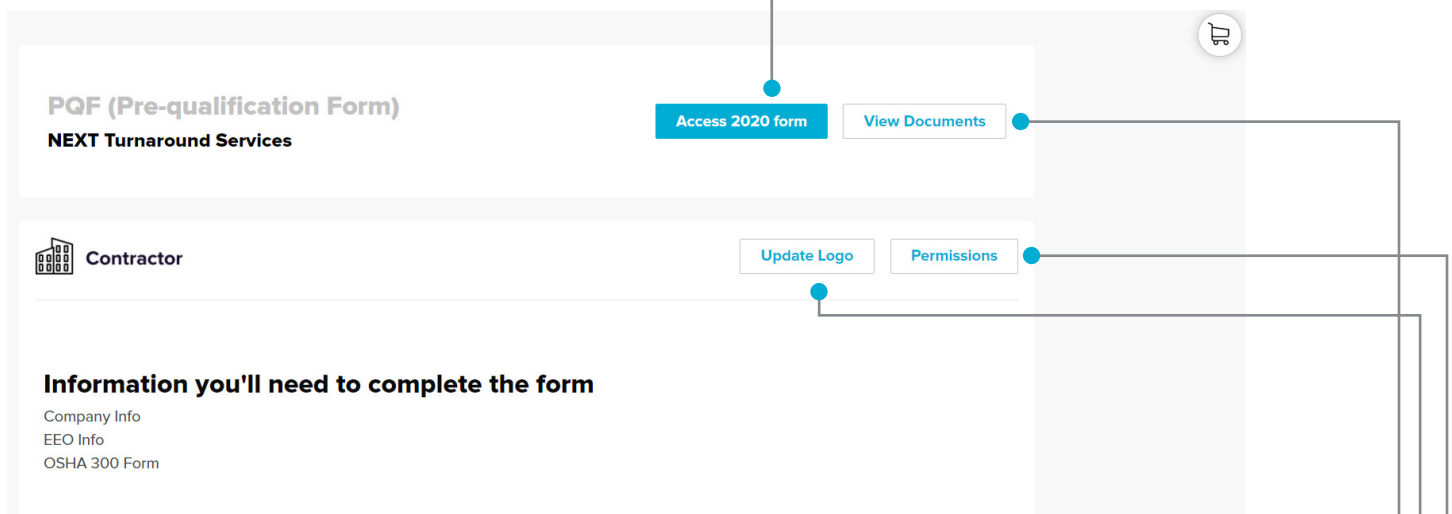 PQF (Pre-qualification Form)
NEXT Turnaround Services
Access 2020 form
View Documents
Contractor
Update Logo
Permissions
Information you'll need to complete the form
Company Info
EEO Info
OSHA 300 Form